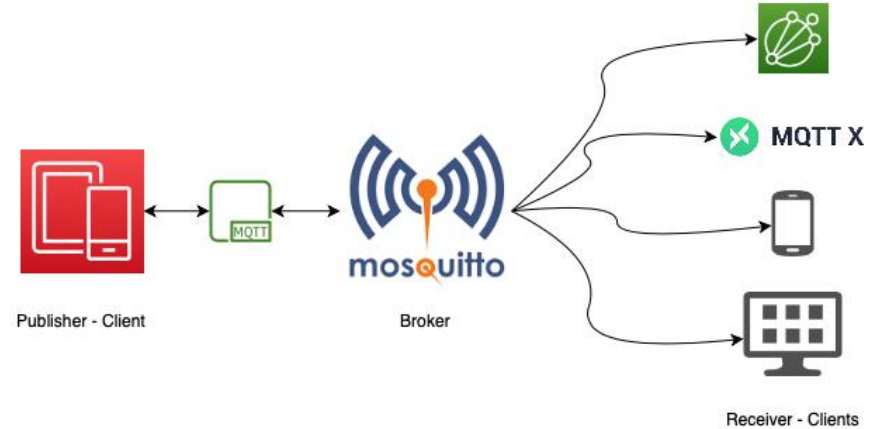 MQTT X
MQTT
mosquitto
Publisher - Client
Broker
Receiver - Clients